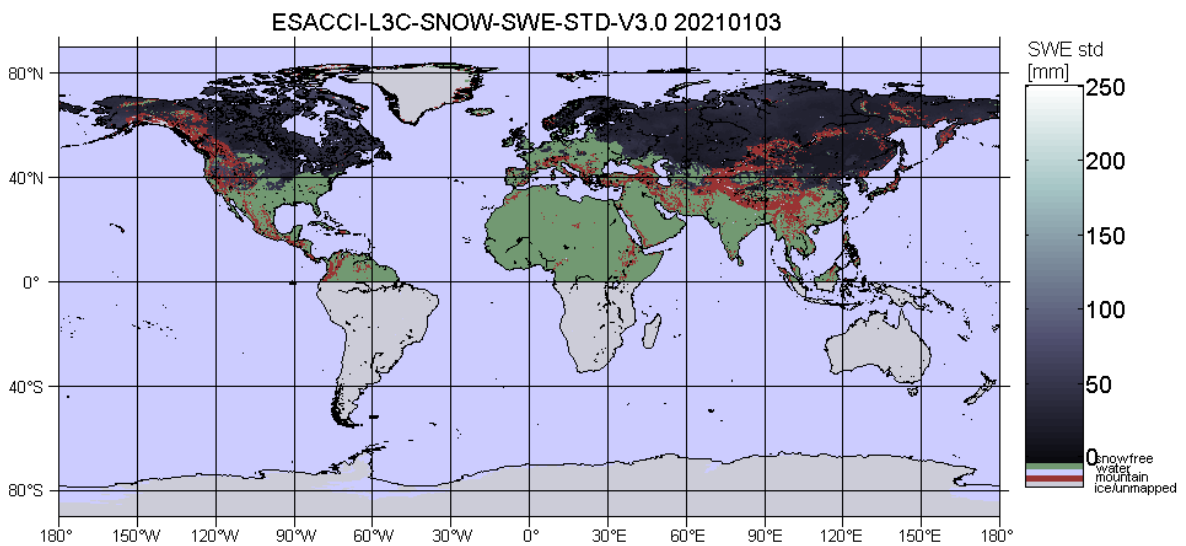 ESACCI-L3C-SNOW-SWE-STD-V3.0 20210103
SWE std
[mm]
250
200
150
100
50
0
snowfree
water
mountain
ice/unmapped
80°N
40°N
0°
40°S
80°S
180° 150°W 120°W 90°W 60°W 30°W 0° 30°E 60°E 90°E 120°E 150°E 180°